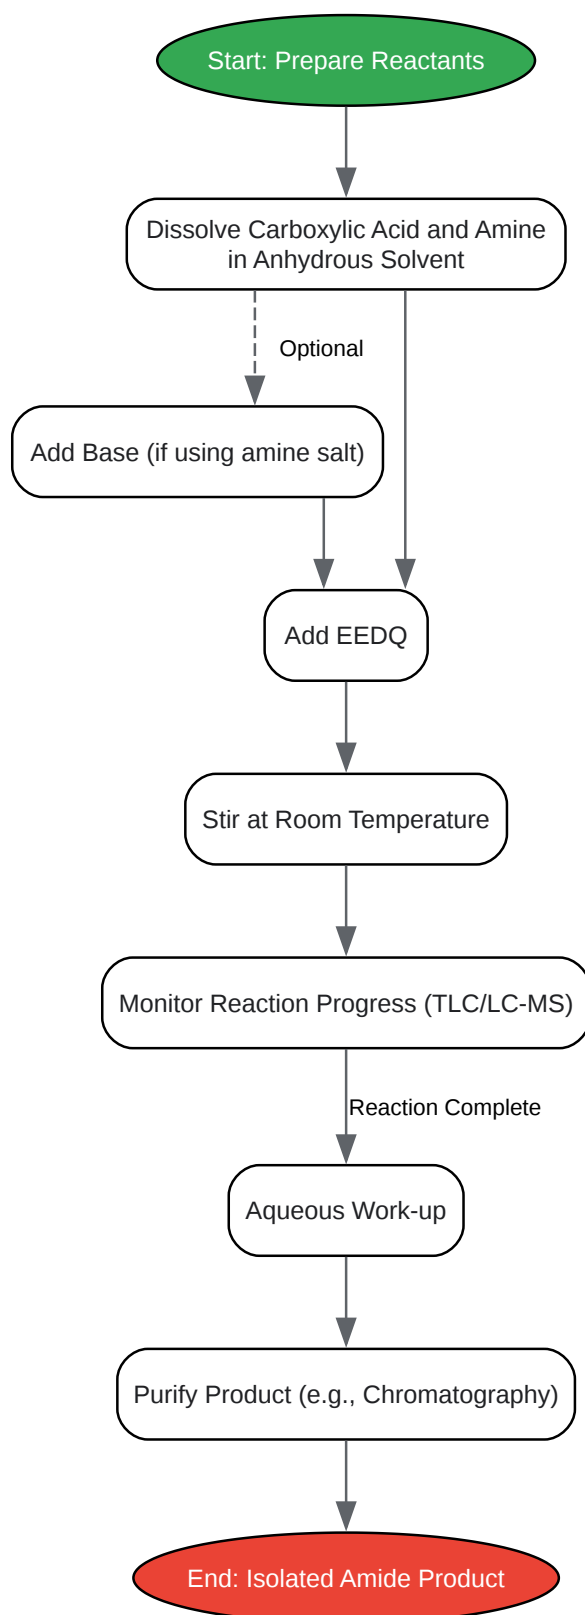 Start: Prepare Reactants
Dissolve Carboxylic Acid and Amine
in Anhydrous Solvent
Optional
Add Base (if using amine salt)
Add EEDQ
Stir at Room Temperature
Monitor Reaction Progress (TLC/LC-MS)
Reaction Complete
Aqueous Work-up
Purify Product (e.g., Chromatography)
End: Isolated Amide Product